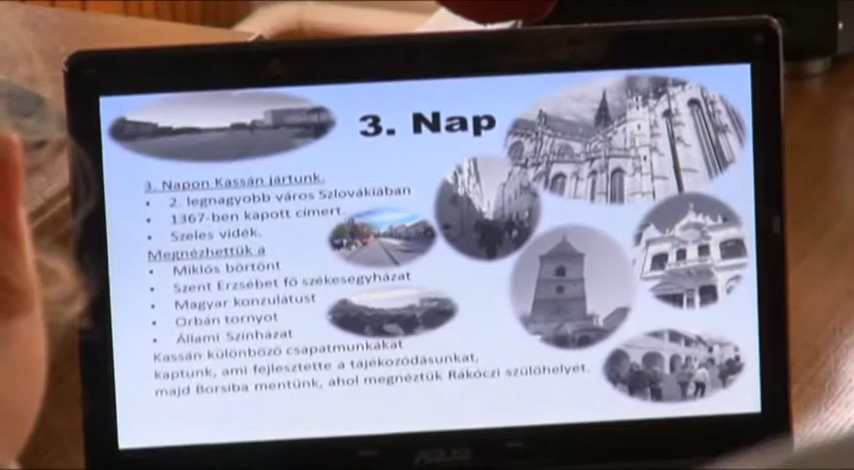 3. Nap
3. Napon Kassán jártunk.
• 2. legnagyobb város Szlovákiában
• 1367-ben kapott címert.
• Szeles vidék.
Megnézhettük a
• Miklós börtönt
• Szent Erzsébet fő székesegyházat
• Magyar konzulátust
• Orbán tornyot
• Állami Színházat
Kassán különböző csapatmunkákat
kaptunk, ami fejlesztette a tájékozódásunkat,
majd Borsiba mentünk, ahol megnéztük Rákóczi szülőhelyét.
ASUS